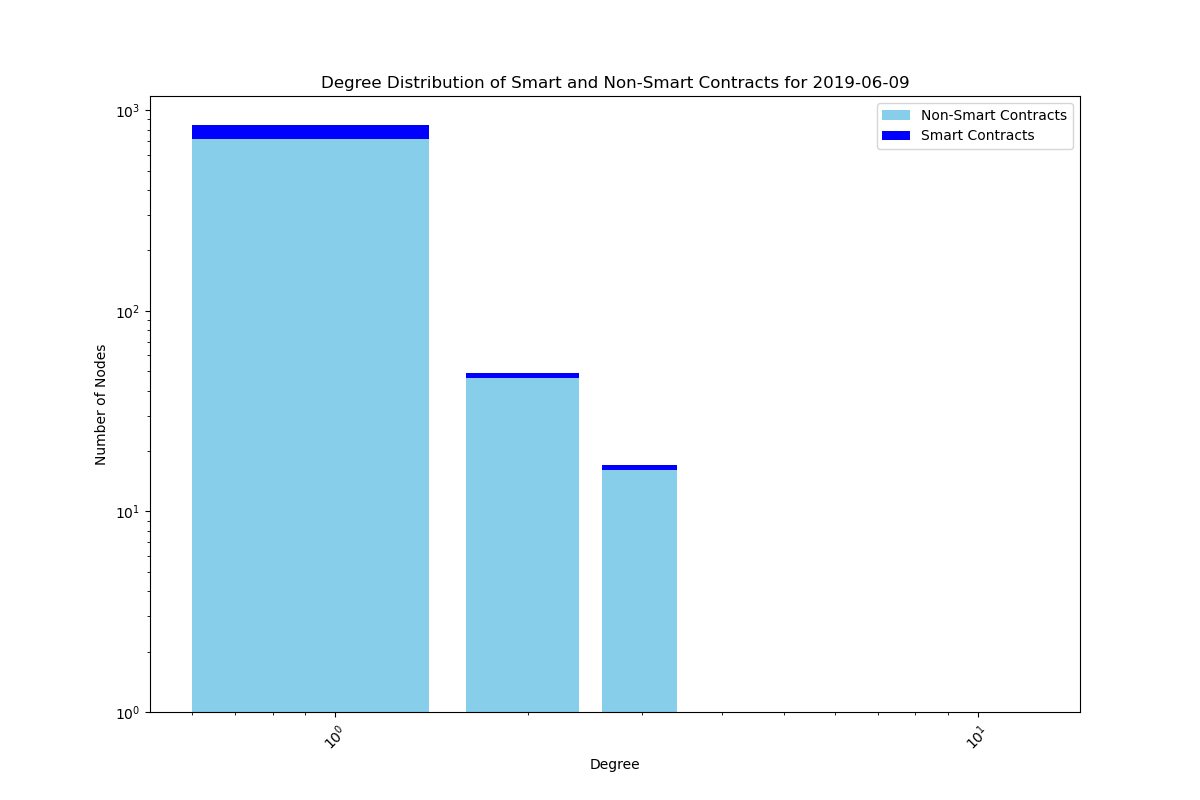 Degree Distribution of Smart and Non-Smart Contracts for 2019-06-09
Non-Smart Contracts
Smart Contracts
Number of Nodes
10³
10²
10¹
10⁰
10⁰
10¹
Degree